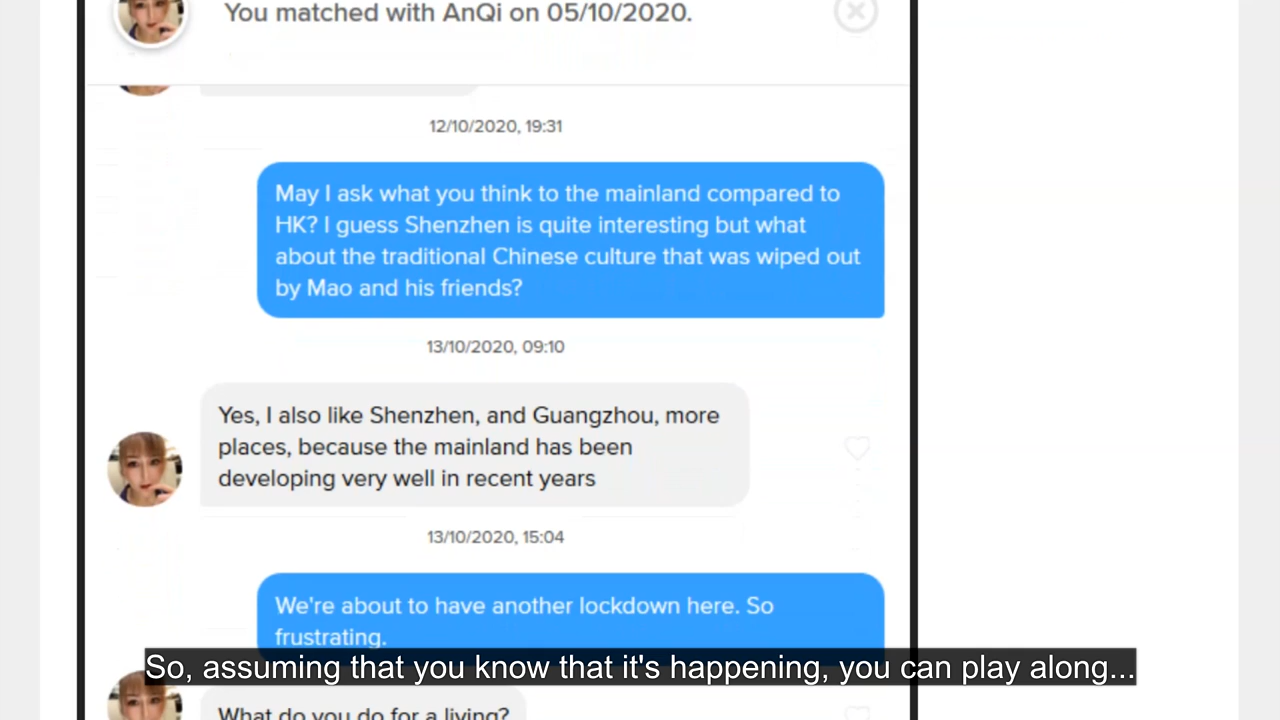 You matched with AnQi on 05/10/2020.
12/10/2020, 19:31
May I ask what you think to the mainland compared to
HK? I guess Shenzhen is quite interesting but what
about the traditional Chinese culture that was wiped out
by Mao and his friends?
13/10/2020, 09:10
Yes, I also like Shenzhen, and Guangzhou, more
places, because the mainland has been
developing very well in recent years
13/10/2020, 15:04
We're about to have another lockdown here. So
frustrating.
So, assuming that you know that it's happening, you can play along...
What do you do for a living?